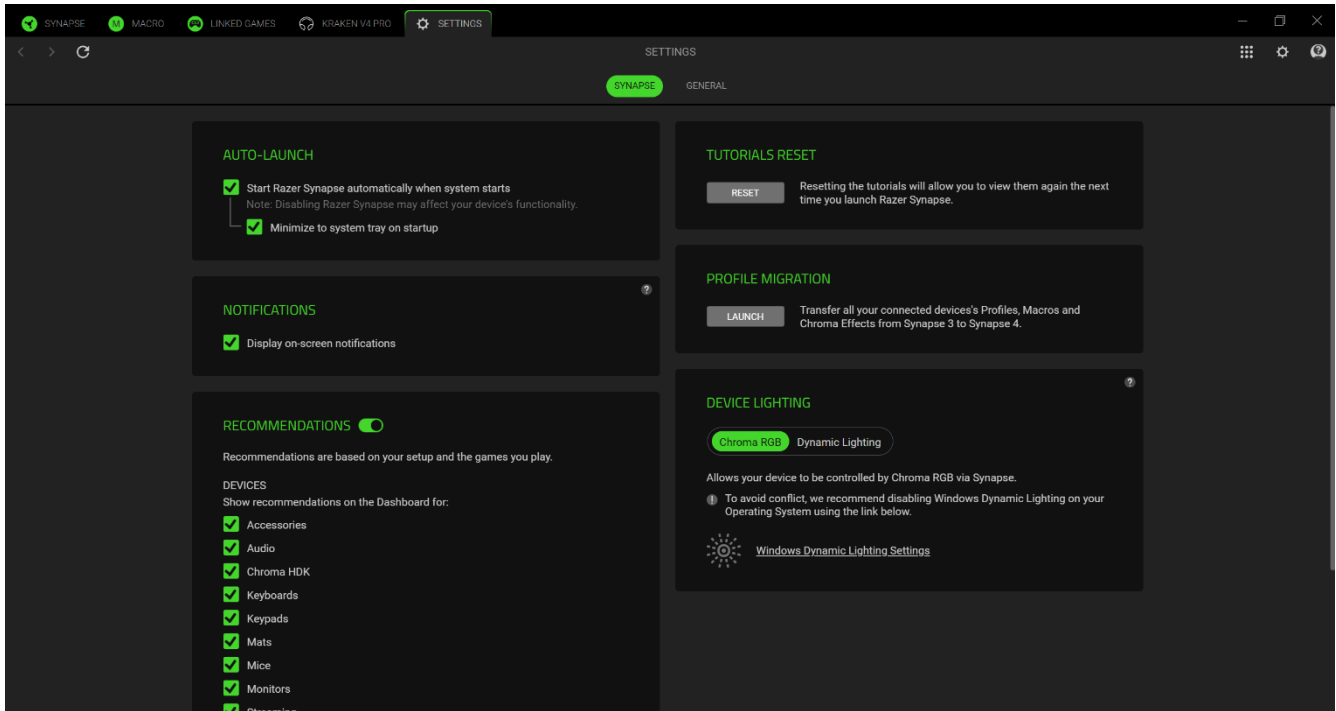 SYNAPSE
MACRO
LINKED GAMES
KRAKEN V4 PRO
SETTINGS
SETTINGS
SYNAPSE
GENERAL
AUTO-LAUNCH
Start Razer Synapse automatically when system starts
Note: Disabling Razer Synapse may affect your device's functionality.
Minimize to system tray on startup
NOTIFICATIONS
?
Display on-screen notifications
RECOMMENDATIONS
Recommendations are based on your setup and the games you play.
DEVICES
Show recommendations on the Dashboard for:
Accessories
Audio
Chroma HDK
Keyboards
Keypads
Mats
Mice
Monitors
TUTORIALS RESET
RESET
Resetting the tutorials will allow you to view them again the next
time you launch Razer Synapse.
PROFILE MIGRATION
LAUNCH
Transfer all your connected devices's Profiles, Macros and
Chroma Effects from Synapse 3 to Synapse 4.
?
DEVICE LIGHTING
Chroma RGB
Dynamic Lighting
Allows your device to be controlled by Chroma RGB via Synapse.
To avoid conflict, we recommend disabling Windows Dynamic Lighting on your
Operating System using the link below.
Windows Dynamic Lighting Settings